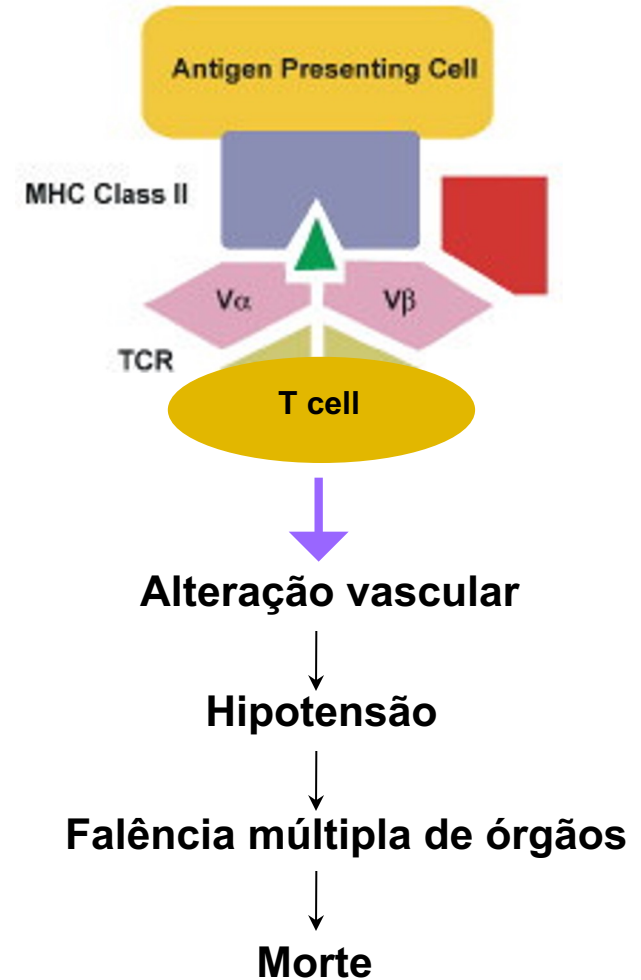 Antigen Presenting Cell
MHC Class II
Vα Vβ
TCR
T cell
Alteração vascular
Hipotensão
Falência múltipla de órgãos
Morte